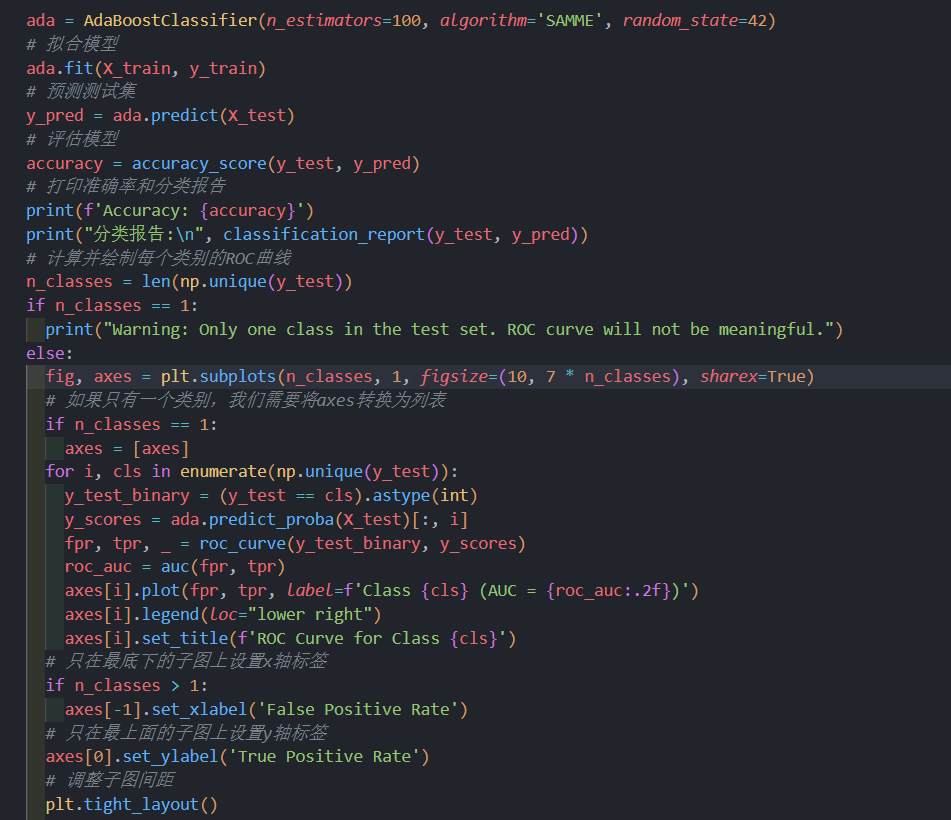 ada = AdaBoostClassifier(n_estimators=100, algorithm='SAMME', random_state=42)
# 拟合模型
ada.fit(X_train, y_train)
# 预测测试集
y_pred = ada.predict(X_test)
# 评估模型
accuracy = accuracy_score(y_test, y_pred)
# 打印准确率和分类报告
print(f'Accuracy: {accuracy}')
print("分类报告:\n", classification_report(y_test, y_pred))
# 计算并绘制每个类别的ROC曲线
n_classes = len(np.unique(y_test))
if n_classes == 1:
  print("Warning: Only one class in the test set. ROC curve will not be meaningful.")
else:
  fig, axes = plt.subplots(n_classes, 1, figsize=(10, 7 * n_classes), sharex=True)
  # 如果只有一个类别，我们需要将axes转换为列表
  if n_classes == 1:
    axes = [axes]
  for i, cls in enumerate(np.unique(y_test)):
    y_test_binary = (y_test == cls).astype(int)
    y_scores = ada.predict_proba(X_test)[:, i]
    fpr, tpr, _ = roc_curve(y_test_binary, y_scores)
    roc_auc = auc(fpr, tpr)
    axes[i].plot(fpr, tpr, label=f'Class {cls} (AUC = {roc_auc:.2f})')
    axes[i].legend(loc="lower right")
    axes[i].set_title(f'ROC Curve for Class {cls}')
  # 只在最底下的子图上设置x轴标签
  if n_classes > 1:
    axes[-1].set_xlabel('False Positive Rate')
  # 只在最上面的子图上设置y轴标签
  axes[0].set_ylabel('True Positive Rate')
  # 调整子图间距
  plt.tight_layout()